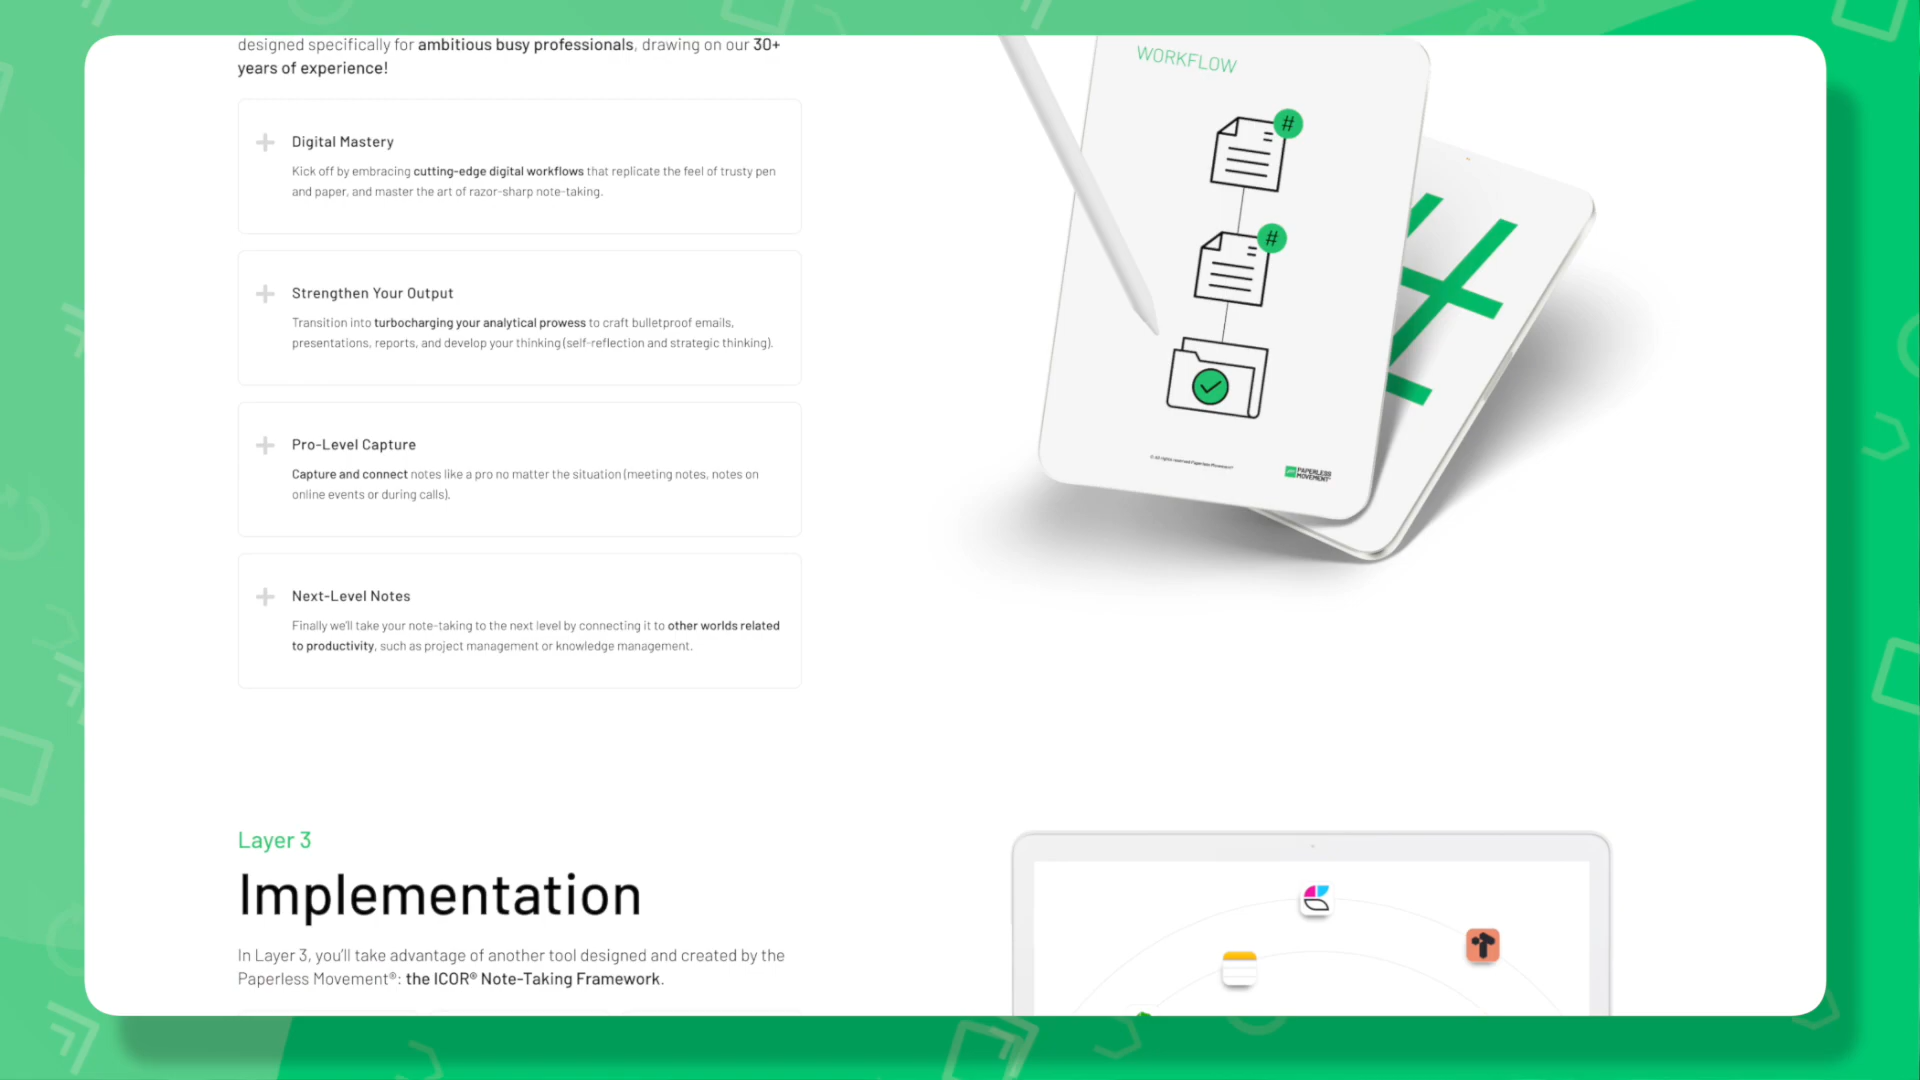 designed specifically for ambitious busy professionals, drawing on our 30+
years of experience!
Digital Mastery
Kick off by embracing cutting-edge digital workflows that replicate the feel of trusty pen
and paper, and master the art of razor-sharp note-taking.
Strengthen Your Output
Transition into turbocharging your analytical prowess to craft bulletproof emails,
presentations, reports, and develop your thinking (self-reflection and strategic thinking).
Pro-Level Capture
Capture and connect notes like a pro no matter the situation (meeting notes, notes on
online events or during calls).
Next-Level Notes
Finally we'll take your note-taking to the next level by connecting it to other worlds related
to productivity, such as project management or knowledge management.
WORKFLOW
#
#
© All rights reserved Paperless Movement®
PAPERLESS
MOVEMENT®
Layer 3
Implementation
In Layer 3, you'll take advantage of another tool designed and created by the
Paperless Movement®: the ICOR® Note-Taking Framework.